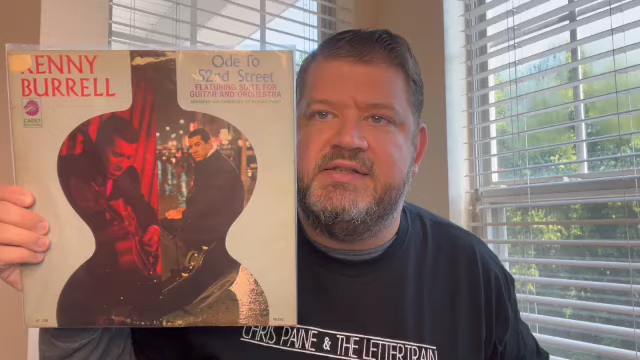 KENNY
BURRELL
Ode To
52nd Street
FEATURING SUITE FOR
GUITAR AND ORCHESTRA
CADET
CHRIS PAINE & THE LETTERTRAIN